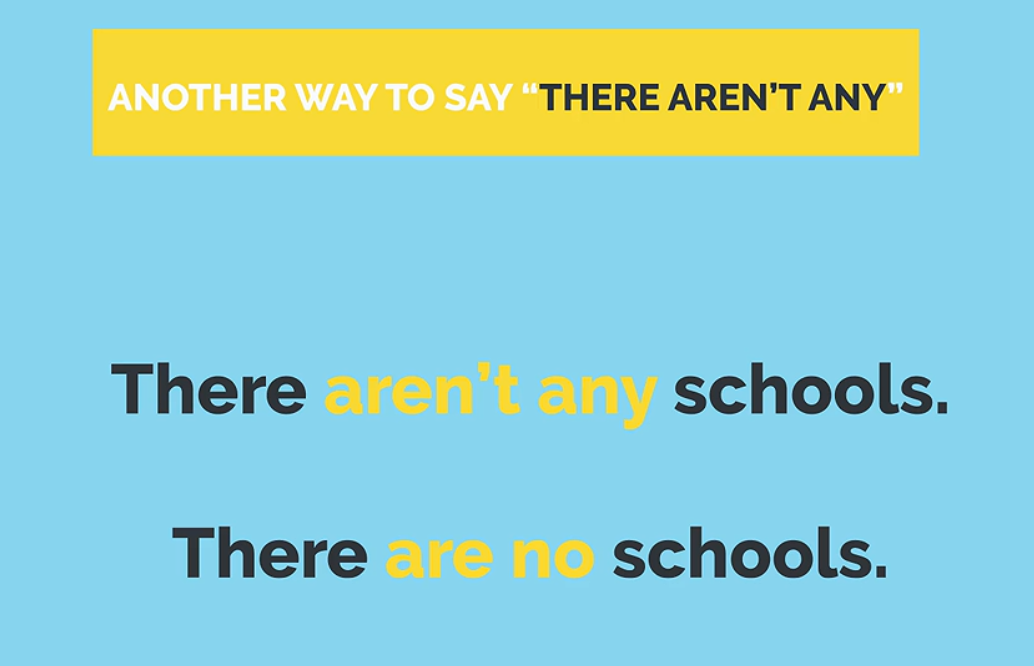 ANOTHER WAY TO SAY “THERE AREN’T ANY”
There aren’t any schools.
There are no schools.